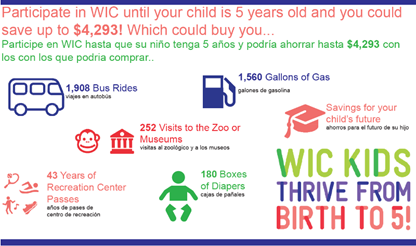 Participate in WIC until your child is 5 years old and you could
save up to $4,293! Which could buy you...
Participe en WIC hasta que su niño tenga 5 años y podria ahorrar hasta $4,293 con
los con los que podria comprar..
1,908 Bus Rides
viajes en autobús
1,560 Gallons of Gas
galones de gasolina
252 Visits to the Zoo or
Museums
visitas al zoológico y a los museos
Savings for your
child's future
ahorros para el futuro de su hijo
43 Years of
Recreation Center
Passes
años de pases de
centro de recreación
180 Boxes
of Diapers
cajas de pañales
WIC KIDS
THRIVE FROM
BIRTH TO 5!